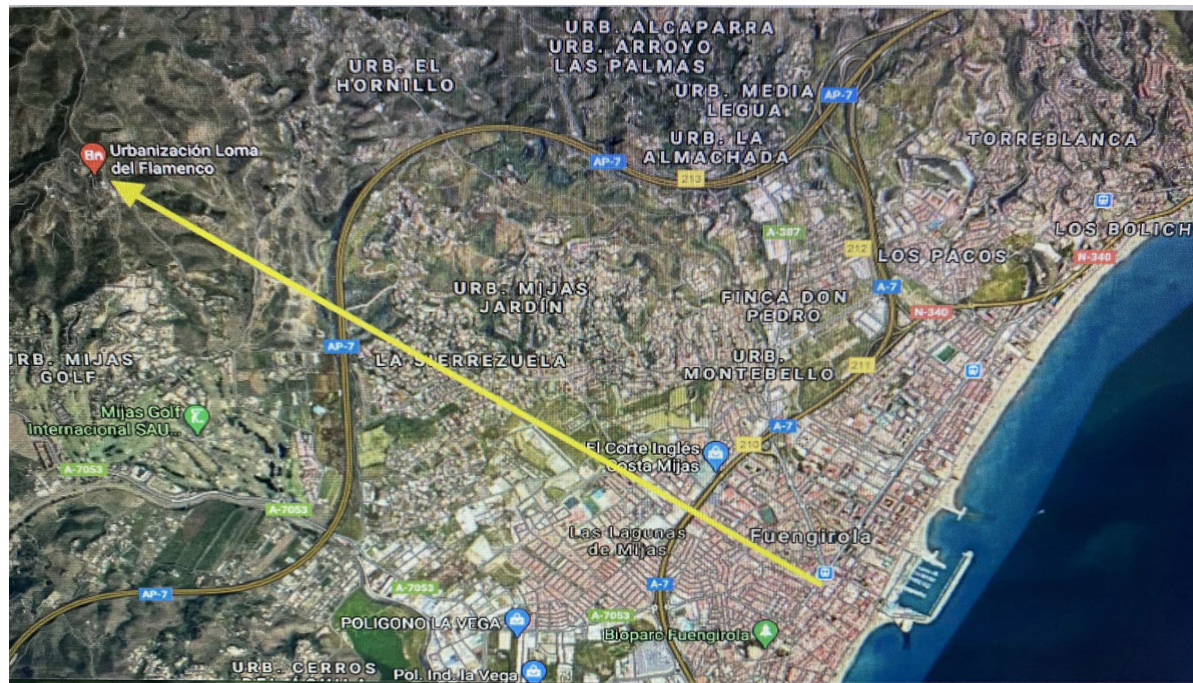 URB. ALCAPARRA
URB. ARROYO
LAS PALMAS
URB. EL
HORNILLO
URB. MEDIA
LEGUA
AP-7
TORREBLANCA
URB. LA
ALMACHADA
Urbanización Loma
del Flamenco
AP-7
213
A-387
212
LOS PACOS
LOS BOLICH
N-340
URB. MIJAS
JARDÍN
FINCA DON
PEDRO
A-7
N-340
AP-7
URB. MIJAS
GOLF
LA SIERREZUELA
URB.
MONTEBELLO
211
Mijas Golf
Internacional SAU...
A-7
210
El Corte Inglés
Costa Mijas
A-7053
A-7053
Las Lagunas
de Mijas
Fuengirola
A-7
A-7053
AP-7
A-7053
POLIGONO LA VEGA
Bioparc Fuengirola
URB. CERROS
DEL ÁGUILA
Pol. Ind. la Vega